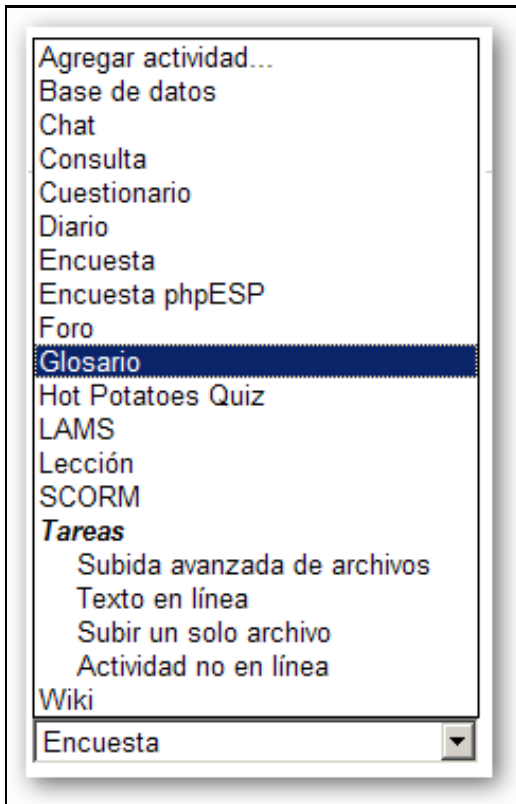 Agregar actividad...
Base de datos
Chat
Consulta
Cuestionario
Diario
Encuesta
Encuesta phpESP
Foro
Glosario
Hot Potatoes Quiz
LAMS
Lección
SCORM
Tareas
Subida avanzada de archivos
Texto en línea
Subir un solo archivo
Actividad no en línea
Wiki
Encuesta